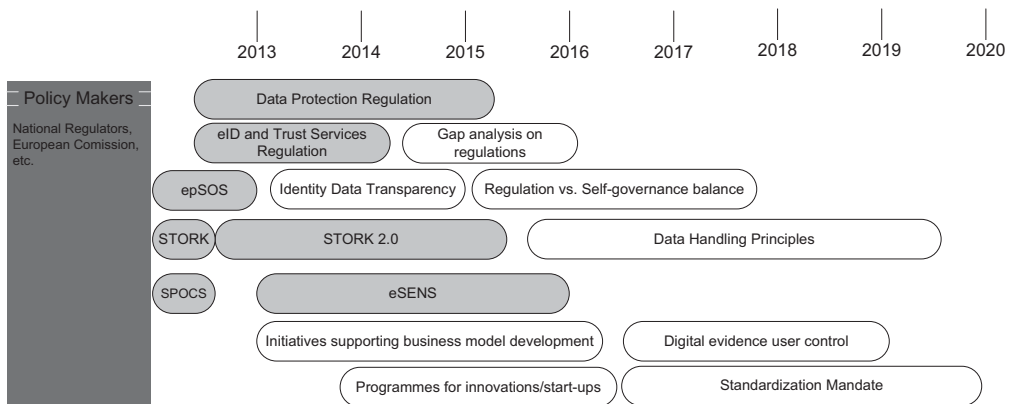 2013 2014 2015 2016 2017 2018 2019 2020
Policy Makers
National Regulators,
European Comission,
etc.
Data Protection Regulation
eID and Trust Services
Regulation
Gap analysis on
regulations
epSOS
Identity Data Transparency
Regulation vs. Self-governance balance
STORK
STORK 2.0
Data Handling Principles
SPOCS
eSENS
Initiatives supporting business model development
Digital evidence user control
Programmes for innovations/start-ups
Standardization Mandate